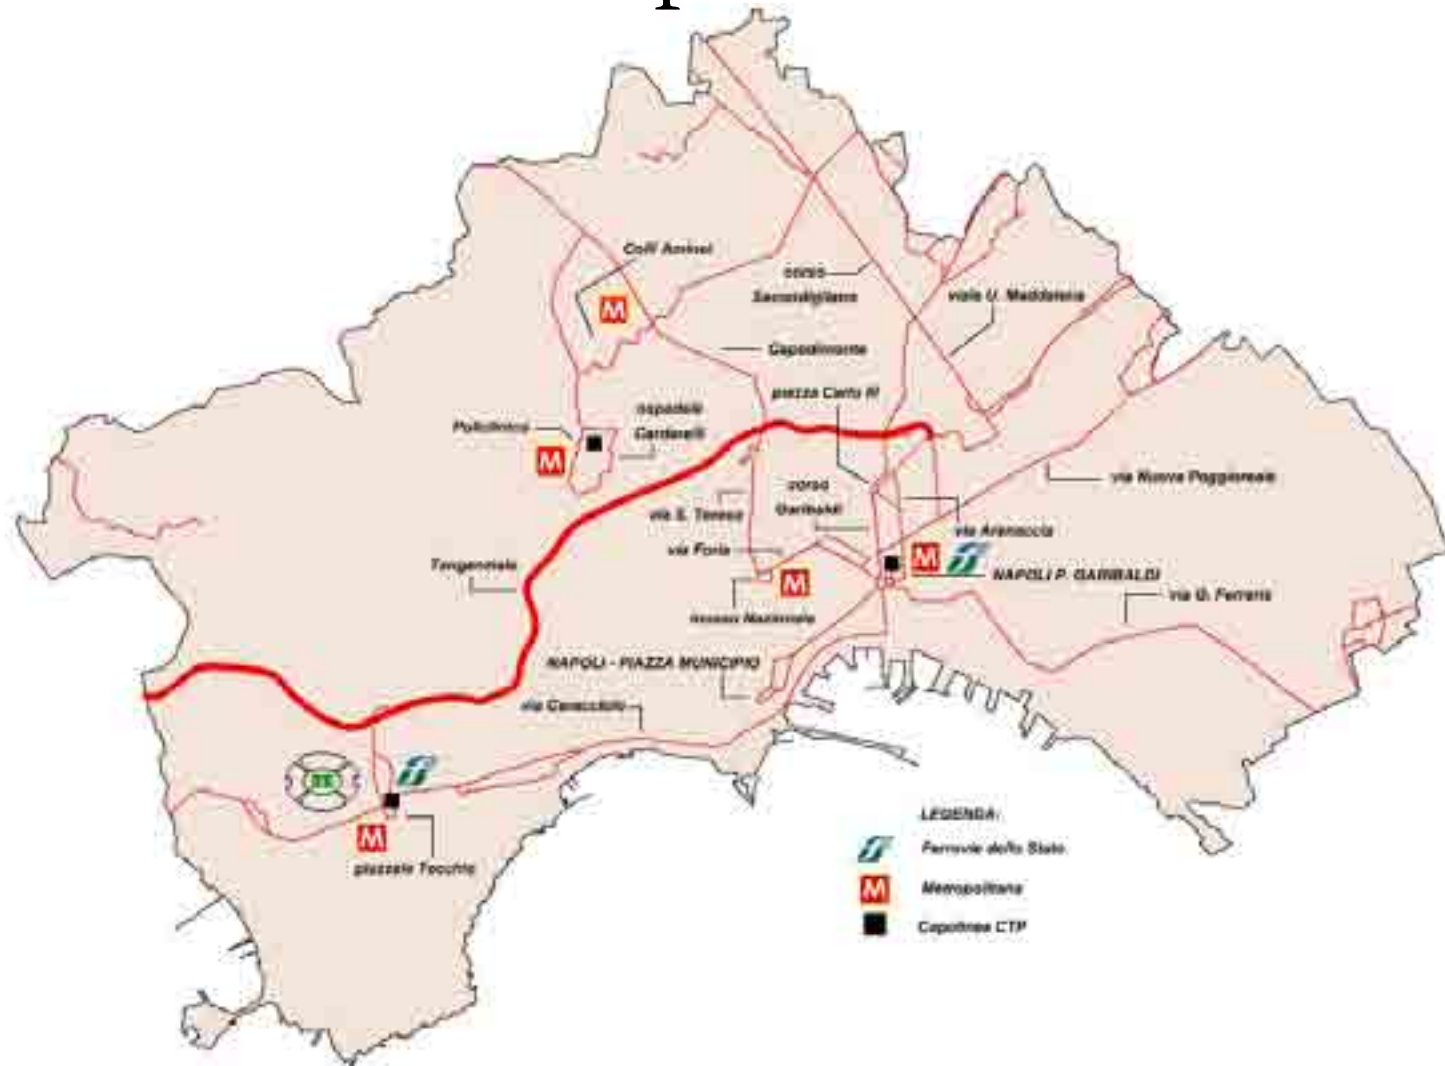 Colli Aminei
M
corso
Secondigliano
viale U. Maddalena
Capodimonte
piazza Carlo III
ospedale
Cardarelli
Policlinico
M
via Nuova Poggioreale
corso
Garibaldi
via S. Teresa
via Arenaccia
via Foria
M
NAPOLI P. GARIBALDI
Tangenziale
M
via G. Ferraris
museo Nazionale
NAPOLI - PIAZZA MUNICIPIO
via Caracciolo
M
piazzale Tecchio
LEGENDA:
Ferrovie dello Stato
M
Metropolitana
Capolinea CTP